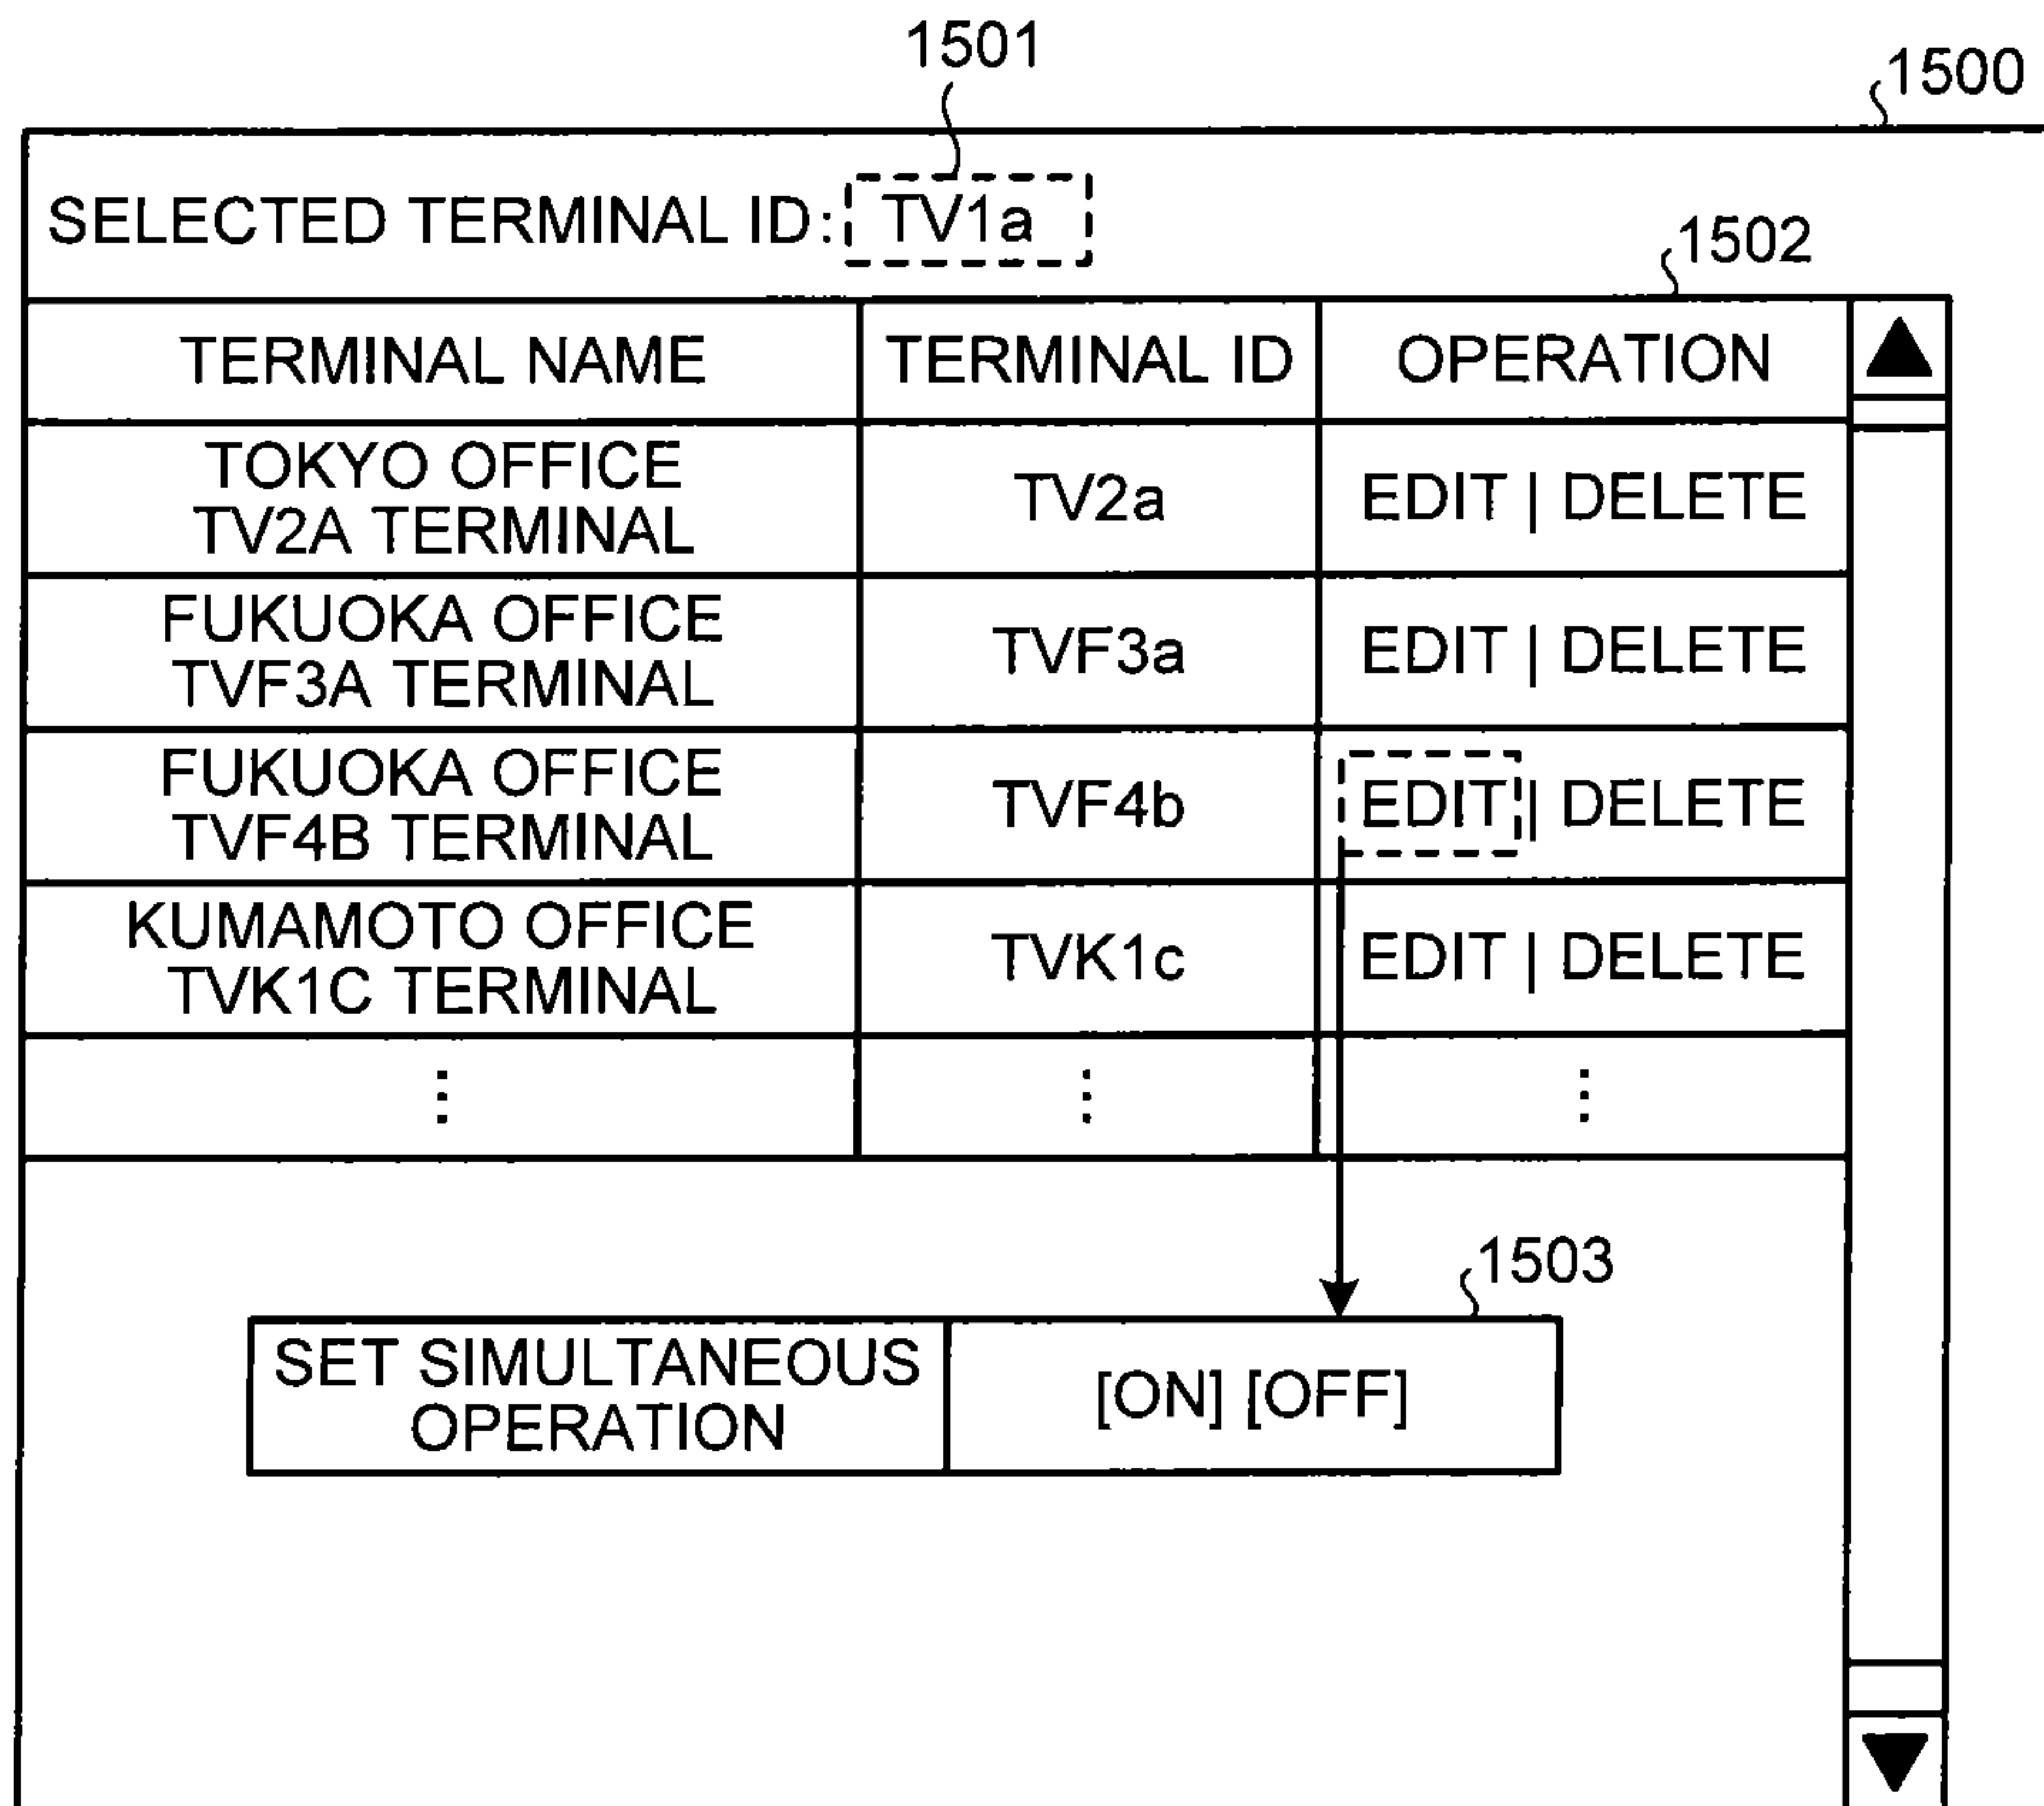 1501
1500
SELECTED TERMINAL ID: TV1a
1502
TERMINAL NAME TERMINAL ID OPERATION
TOKYO OFFICE
TV2A TERMINAL
TV2a
EDIT | DELETE
FUKUOKA OFFICE
TVF3A TERMINAL
TVF3a
EDIT | DELETE
FUKUOKA OFFICE
TVF4B TERMINAL
TVF4b
EDIT | DELETE
KUMAMOTO OFFICE
TVK1C TERMINAL
TVK1c
EDIT | DELETE
⋮ ⋮ ⋮
1503
SET SIMULTANEOUS
OPERATION
[ON] [OFF]